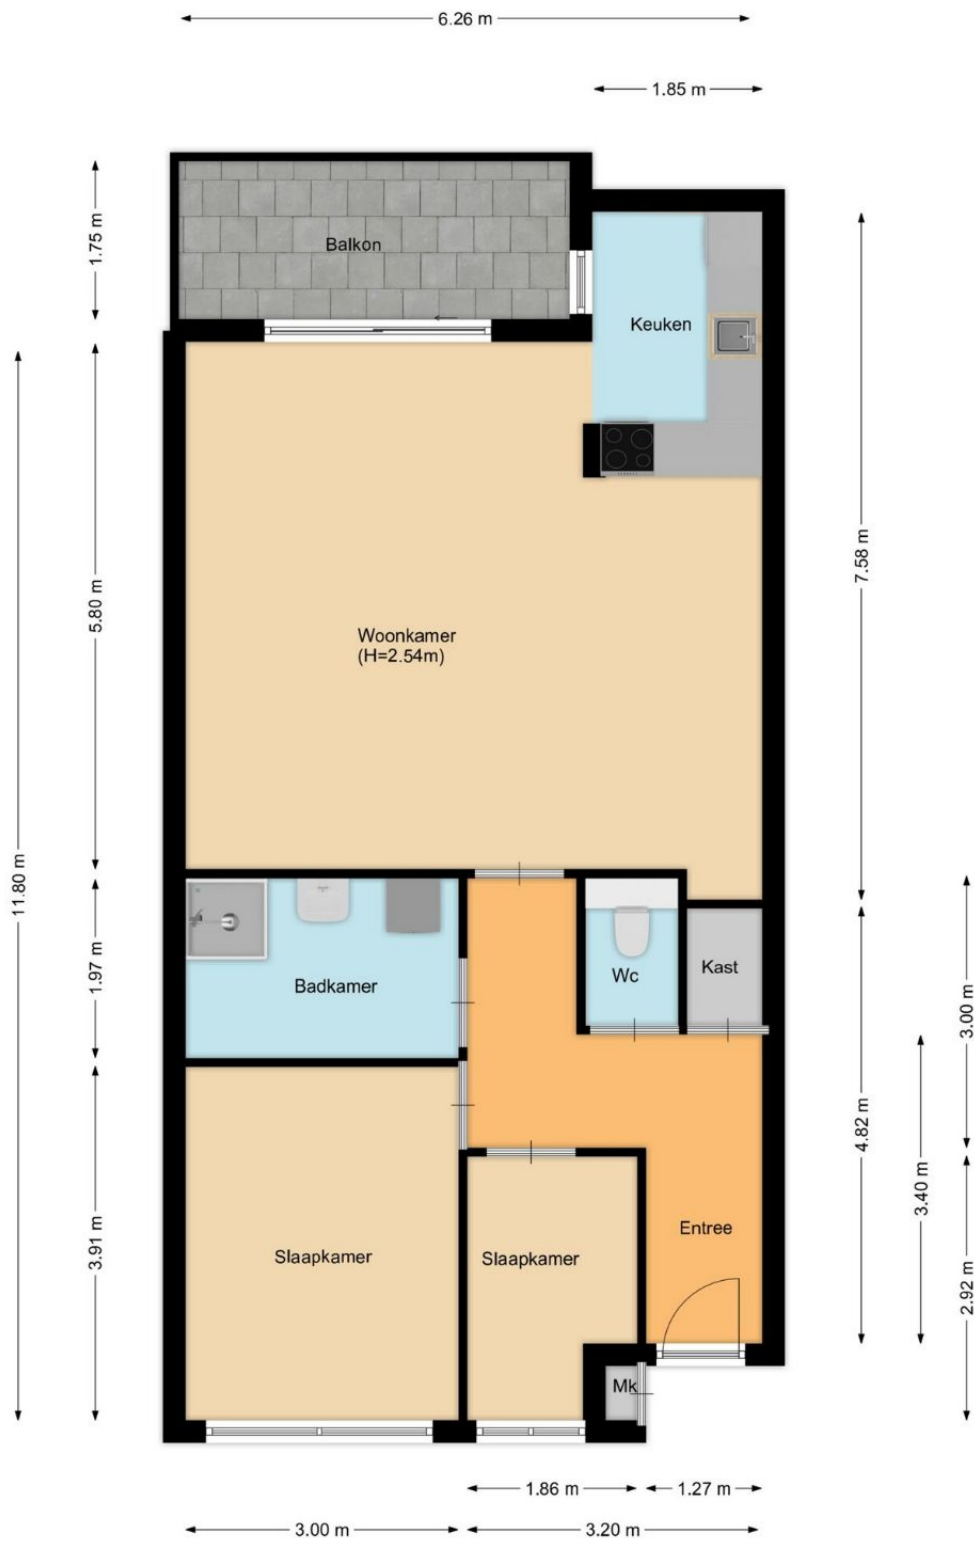 6.26 m
1.85 m
1.75 m
Balkon
Keuken
7.58 m
5.80 m
Woonkamer
(H=2.54m)
11.80 m
1.97 m
Badkamer
Wc
Kast
3.00 m
4.82 m
3.40 m
3.91 m
Slaapkamer
Slaapkamer
Entree
2.92 m
Mk
1.86 m
1.27 m
3.00 m
3.20 m